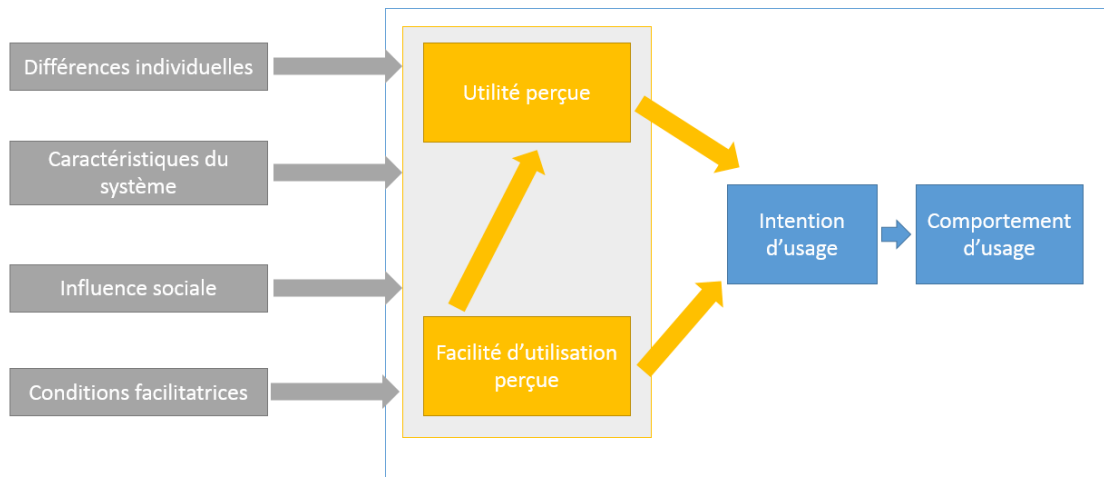 Différences individuelles
Caractéristiques du
système
Influence sociale
Conditions facilitatrices
Utilité perçue
Facilité d’utilisation
perçue
Intention
d’usage
Comportement
d’usage